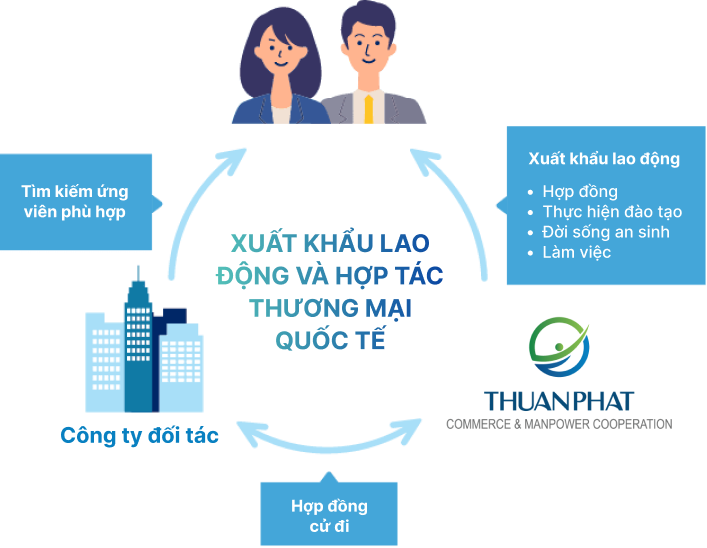 Xuất khẩu lao động
• Hợp đồng
• Thực hiện đào tạo
• Đời sống an sinh
• Làm việc
Tìm kiếm ứng
viên phù hợp
XUẤT KHẨU LAO
ĐỘNG VÀ HỢP TÁC
THƯƠNG MẠI
QUỐC TẾ
THUANPHAT
COMMERCE & MANPOWER COOPERATION
Công ty đối tác
Hợp đồng
cử đi